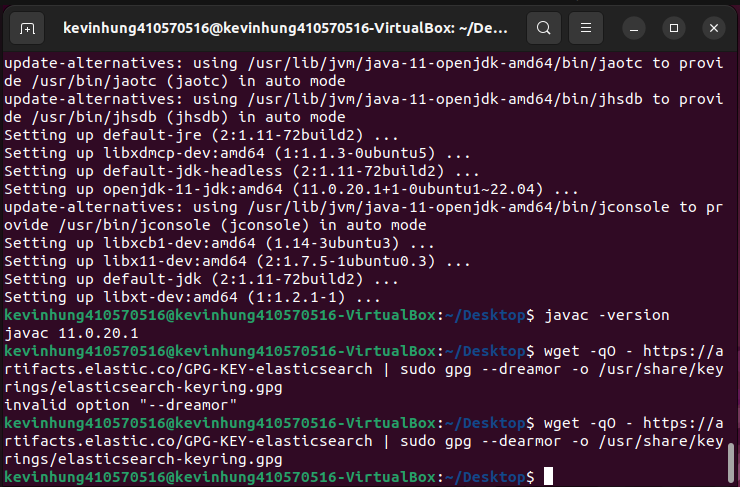 kevinhung410570516@kevinhung410570516-VirtualBox: ~/De...
update-alternatives: using /usr/lib/jvm/java-11-openjdk-amd64/bin/jaotc to provi
de /usr/bin/jaotc (jaotc) in auto mode
update-alternatives: using /usr/lib/jvm/java-11-openjdk-amd64/bin/jhsdb to provi
de /usr/bin/jhsdb (jhsdb) in auto mode
Setting up default-jre (2:1.11-72build2) ...
Setting up libxdmcp-dev:amd64 (1:1.1.3-0ubuntu5) ...
Setting up default-jdk-headless (2:1.11-72build2) ...
Setting up openjdk-11-jdk:amd64 (11.0.20.1+1-0ubuntu1~22.04) ...
update-alternatives: using /usr/lib/jvm/java-11-openjdk-amd64/bin/jconsole to pr
ovide /usr/bin/jconsole (jconsole) in auto mode
Setting up libxcb1-dev:amd64 (1.14-3ubuntu3) ...
Setting up libx11-dev:amd64 (2:1.7.5-1ubuntu0.3) ...
Setting up default-jdk (2:1.11-72build2) ...
Setting up libxt-dev:amd64 (1:1.2.1-1) ...
kevinhung410570516@kevinhung410570516-VirtualBox:~/Desktop$ javac -version
javac 11.0.20.1
kevinhung410570516@kevinhung410570516-VirtualBox:~/Desktop$ wget -qO - https://a
rtifacts.elastic.co/GPG-KEY-elasticsearch | sudo gpg --dreamor -o /usr/share/key
rings/elasticsearch-keyring.gpg
invalid option "--dreamor"
kevinhung410570516@kevinhung410570516-VirtualBox:~/Desktop$ wget -qO - https://a
rtifacts.elastic.co/GPG-KEY-elasticsearch | sudo gpg --dearmor -o /usr/share/key
rings/elasticsearch-keyring.gpg
kevinhung410570516@kevinhung410570516-VirtualBox:~/Desktop$